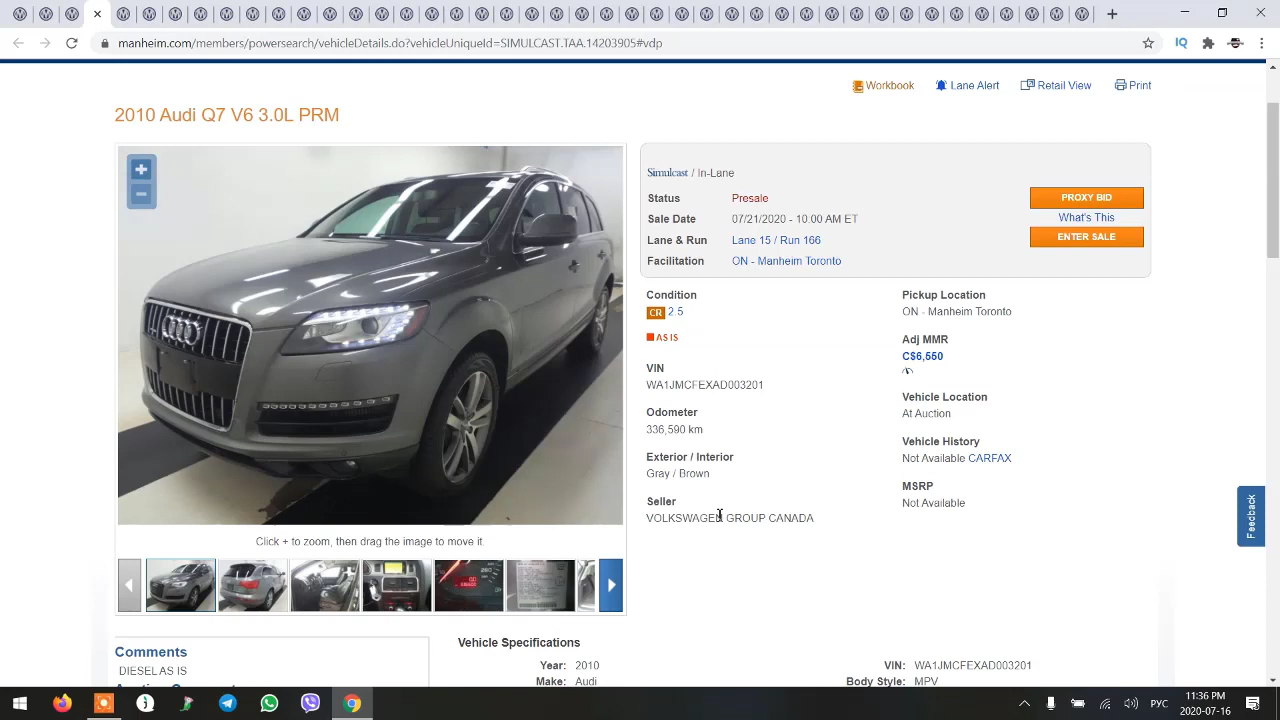 manheim.com/members/powersearch/vehicleDetails.do?vehicleUniqueId=SIMULCAST.TAA.14203905#vdp
IQ
Workbook
Lane Alert
Retail View
Print
2010 Audi Q7 V6 3.0L PRM
Simulcast / In-Lane
Status Presale
PROXY BID
Sale Date 07/21/2020 - 10:00 AM ET
What's This
Lane & Run Lane 15 / Run 166
ENTER SALE
Facilitation ON - Manheim Toronto
Condition
CR 2.5
AS IS
VIN
WA1JMCFEXAD003201
Odometer
336,590 km
Exterior / Interior
Gray / Brown
Seller
VOLKSWAGEN GROUP CANADA
Pickup Location
ON - Manheim Toronto
Adj MMR
C$6,550
Vehicle Location
At Auction
Vehicle History
Not Available CARFAX
MSRP
Not Available
Feedback
Click + to zoom, then drag the image to move it.
Comments
DIESEL AS IS
Vehicle Specifications
Year: 2010
Make: Audi
VIN: WA1JMCFEXAD003201
Body Style: MPV
РУС
11:36 PM
2020-07-16